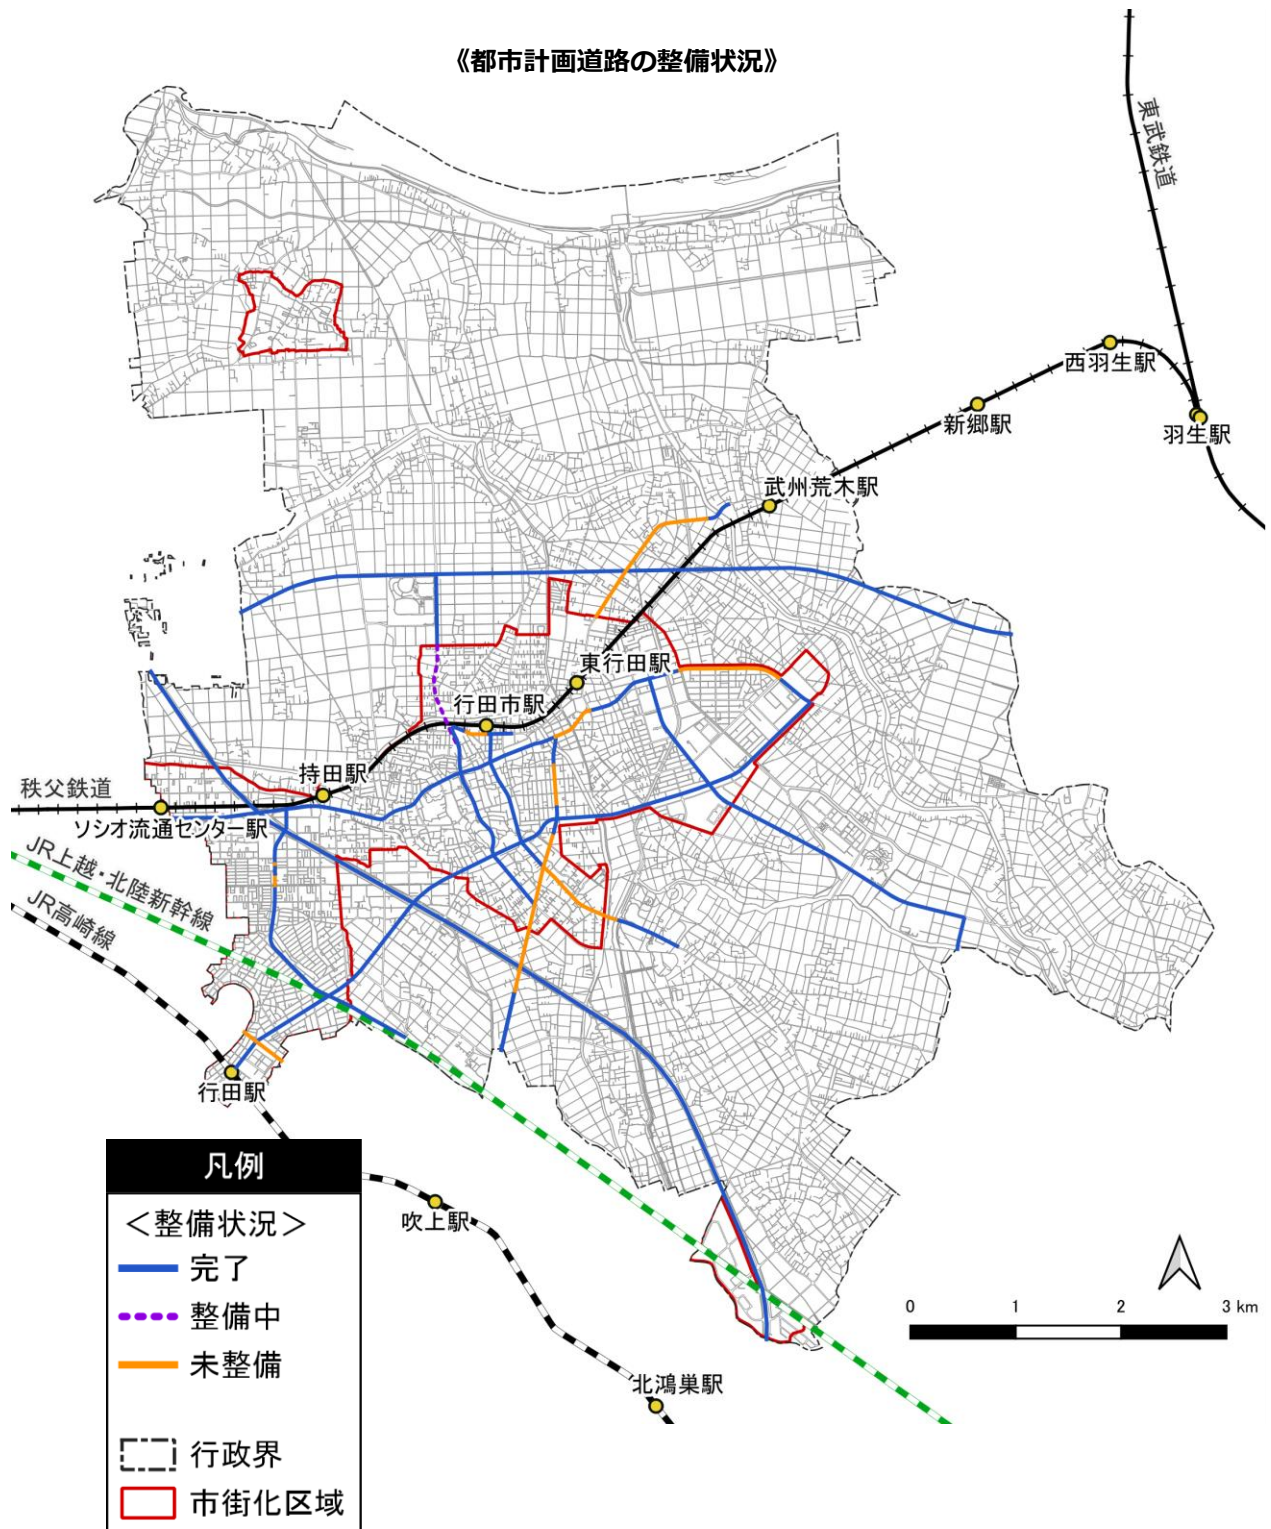 《都市計画道路の整備状況》
東武鉄道
西羽生駅
新郷駅
羽生駅
武州荒木駅
東行田駅
行田市駅
持田駅
秩父鉄道
ソシオ流通センター駅
JR上越・北陸新幹線
JR高崎線
行田駅
吹上駅
北鴻巣駅
凡例
＜整備状況＞
完了
整備中
未整備
行政界
市街化区域
0 1 2 3 km